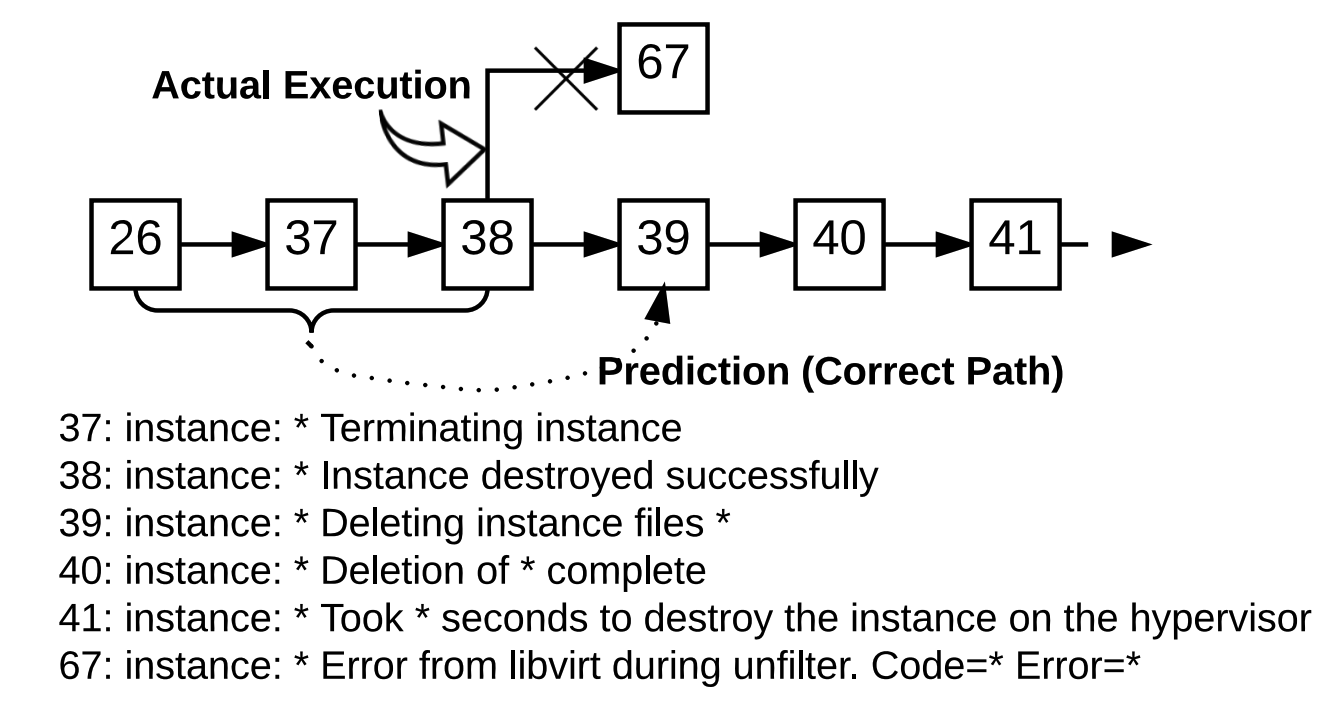 67
Actual Execution
26 37 38 39 40 41
Prediction (Correct Path)
37: instance: * Terminating instance
38: instance: * Instance destroyed successfully
39: instance: * Deleting instance files *
40: instance: * Deletion of * complete
41: instance: * Took * seconds to destroy the instance on the hypervisor
67: instance: * Error from libvirt during unfilter. Code=* Error=*